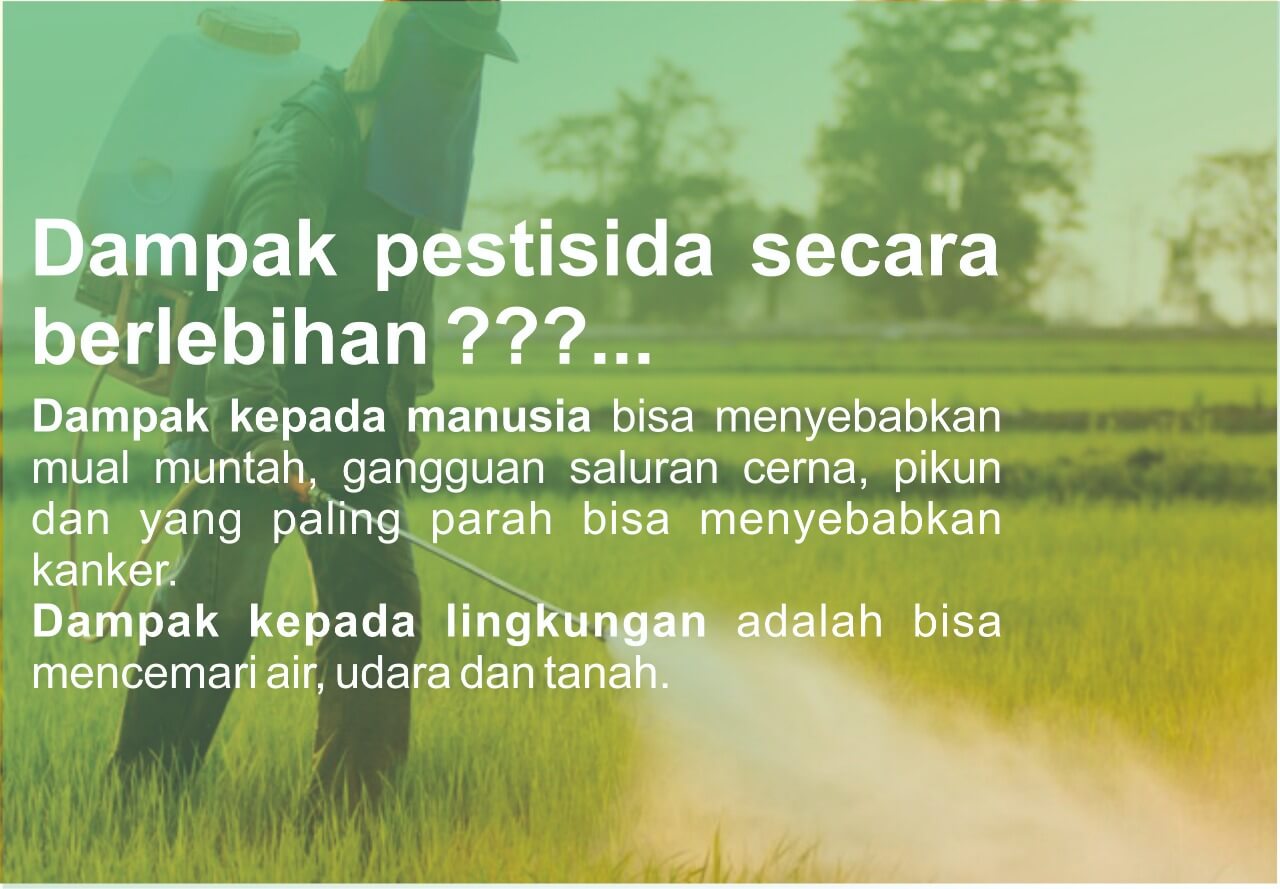 Dampak pestisida secara
berlebihan ???...
Dampak kepada manusia bisa menyebabkan
mual muntah, gangguan saluran cerna, pikun
dan yang paling parah bisa menyebabkan
kanker.
Dampak kepada lingkungan adalah bisa
mencemari air, udara dan tanah.